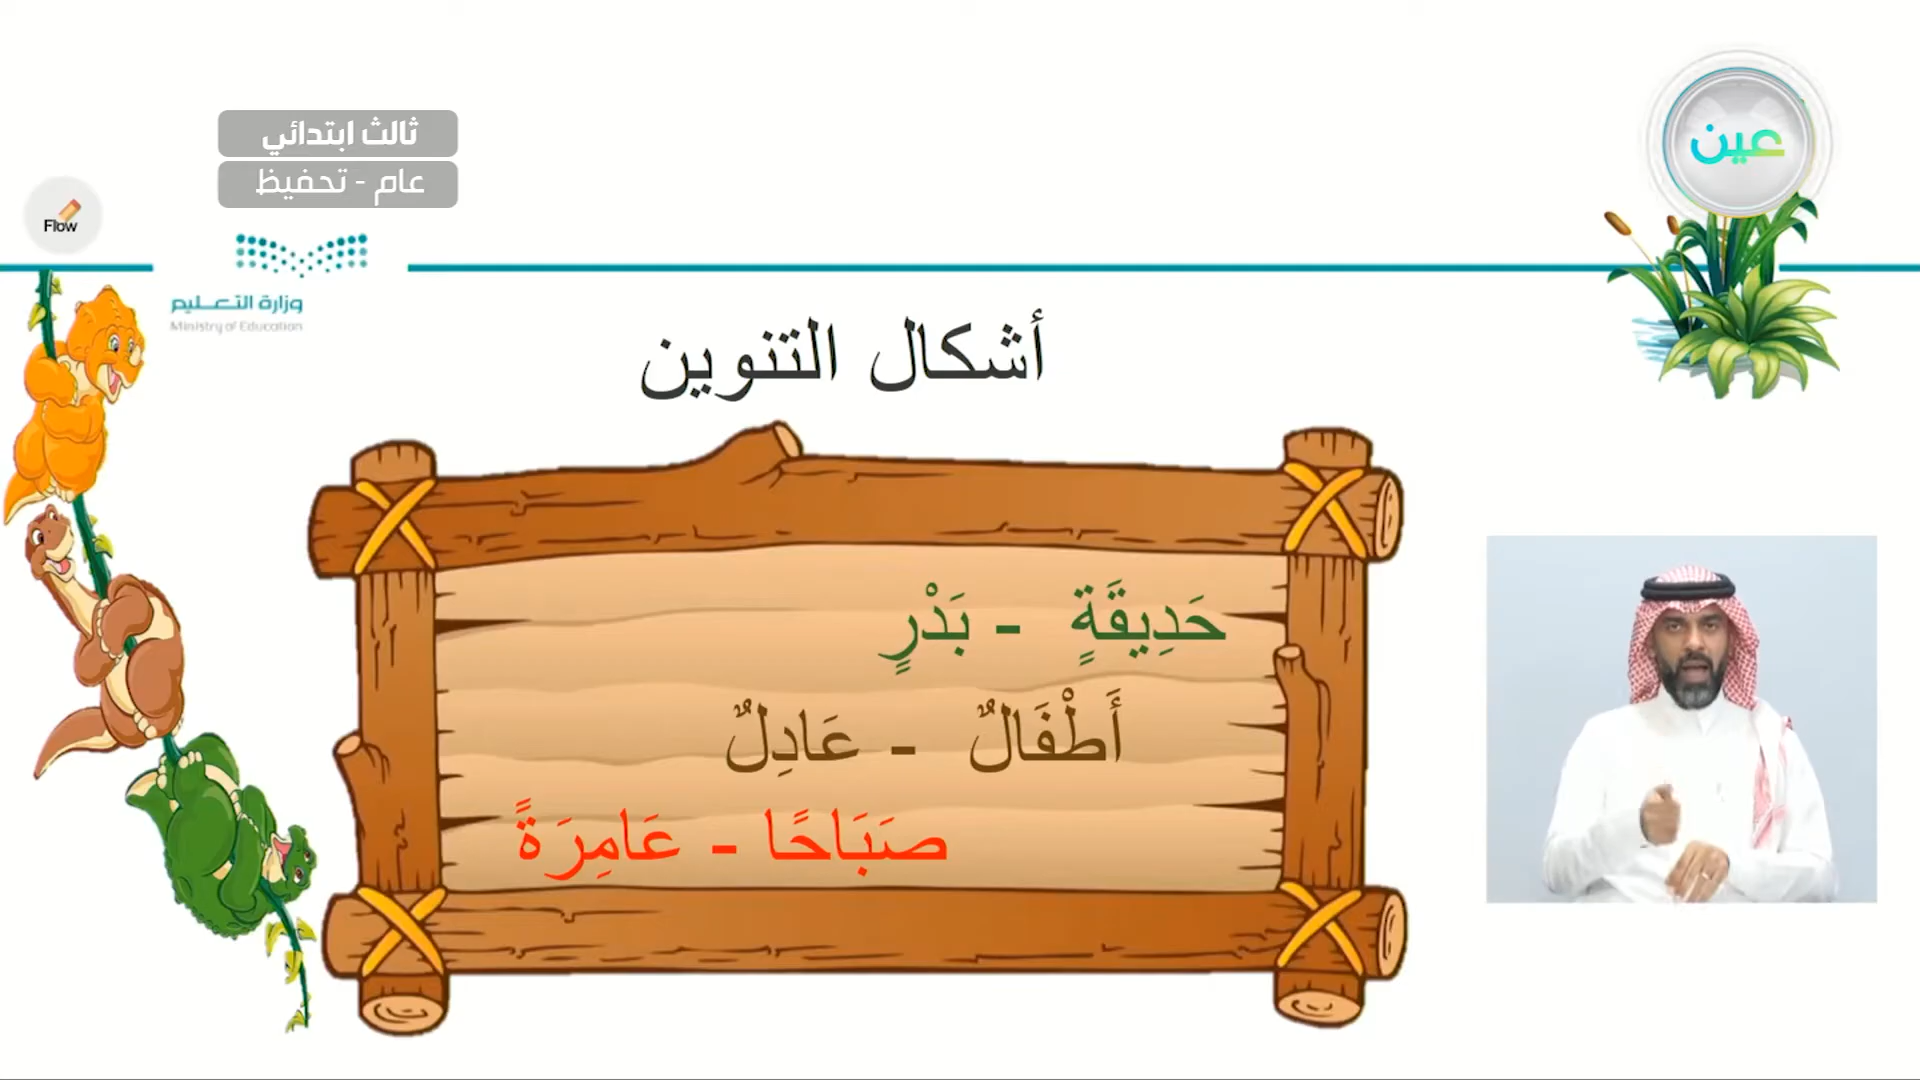 ثالث ابتدائي
عام - تحفيظ
عين
Flow
وزارة التعليم
Ministry of Education
أشكال التنوين
حَدِيقَةٍ - بَدْرٍ
أَطْفَالٌ - عَادِلٌ
صَبَاحًا - عَامِرَةً